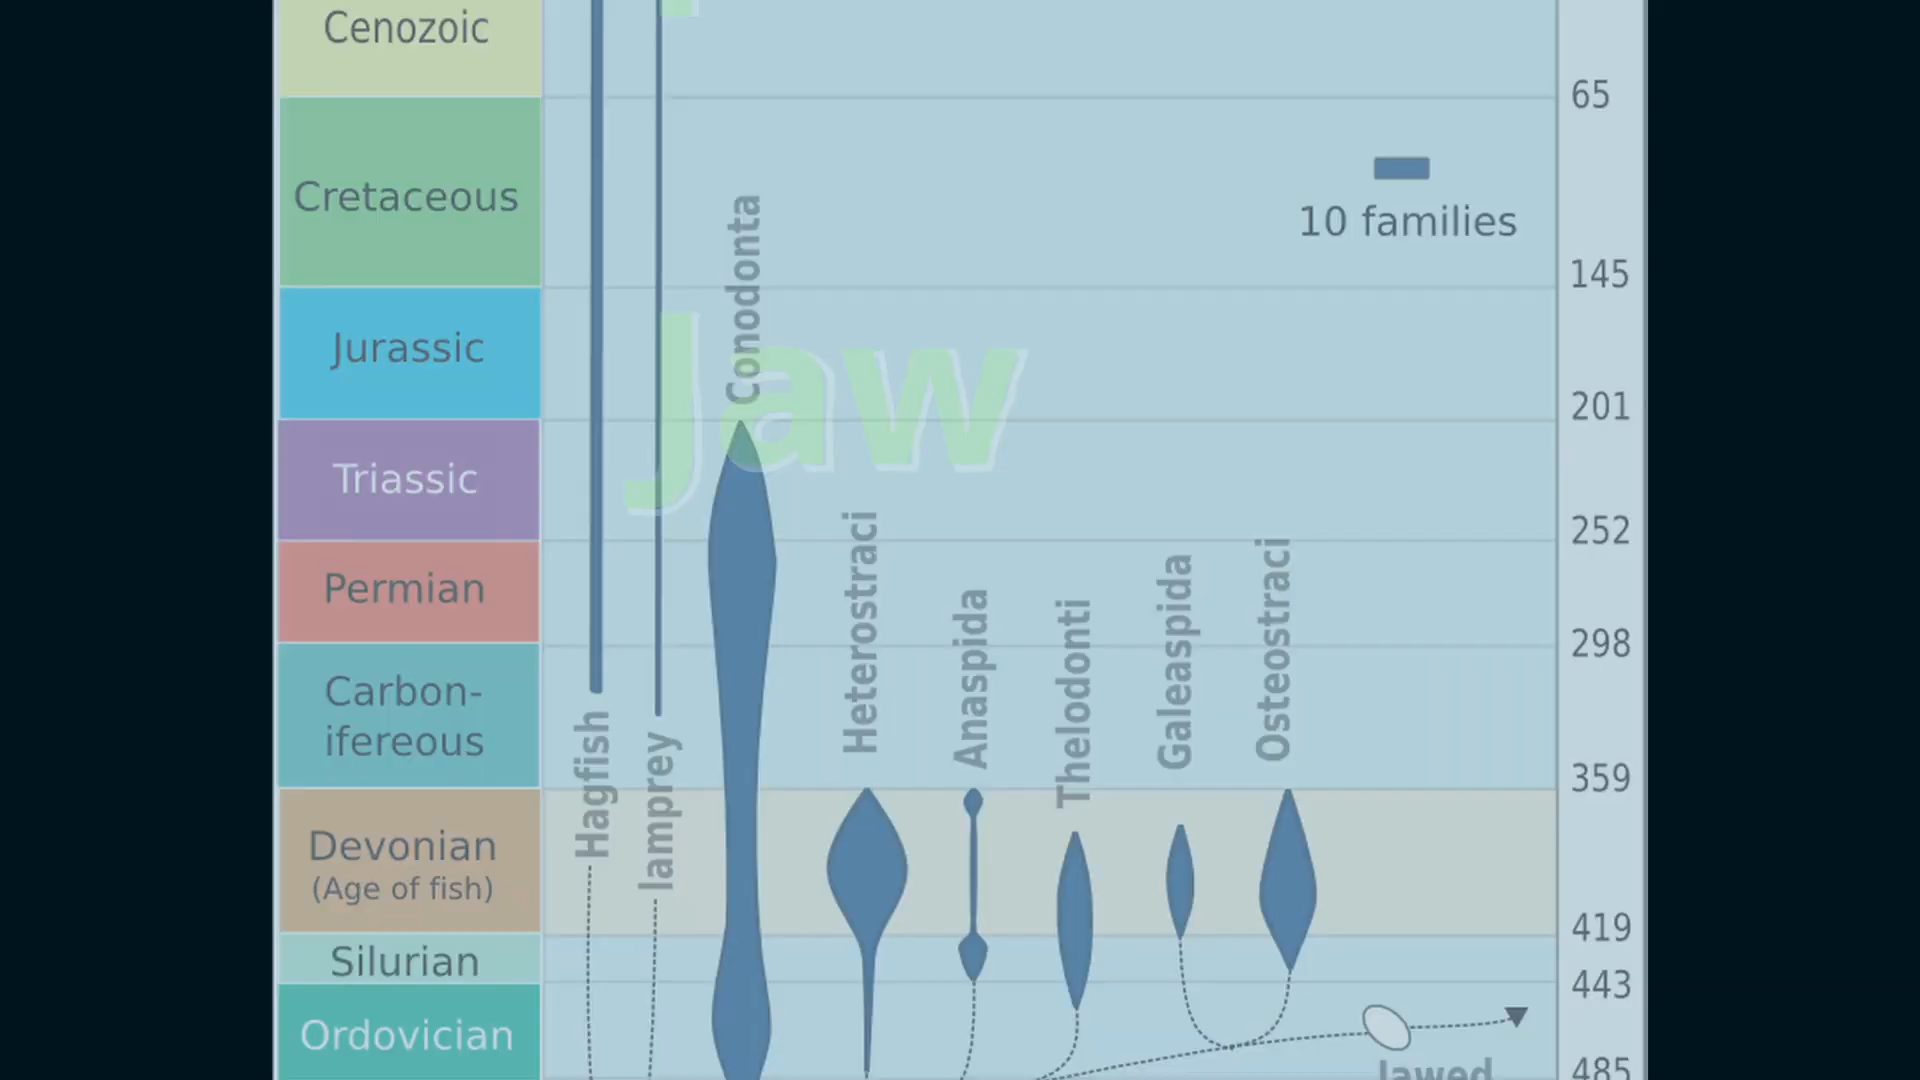 Cenozoic
65
Cretaceous
10 families
145
Jurassic
Conodonta
Jaw
201
Triassic
252
Permian
Heterostraci
Anaspida
Thelodonti
Galeaspida
Osteostraci
298
Carbon-
ifereous
Hagfish
lamprey
359
Devonian
(Age of fish)
419
Silurian
443
Ordovician
Jawed
485